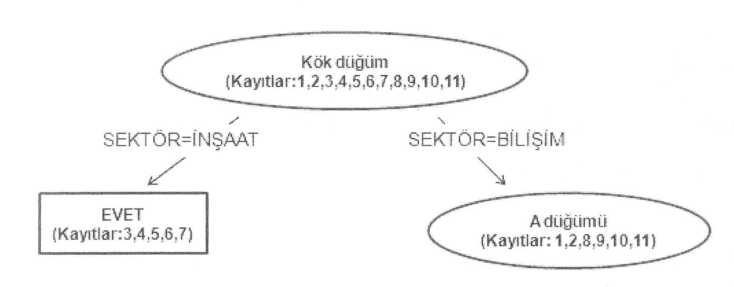 Kök düğüm
(Kayıtlar:1,2,3,4,5,6,7,8,9,10,11)
SEKTÖR=İNŞAAT
SEKTÖR=BİLİŞİM
EVET
(Kayıtlar:3,4,5,6,7)
A düğümü
(Kayıtlar: 1,2,8,9,10,11)